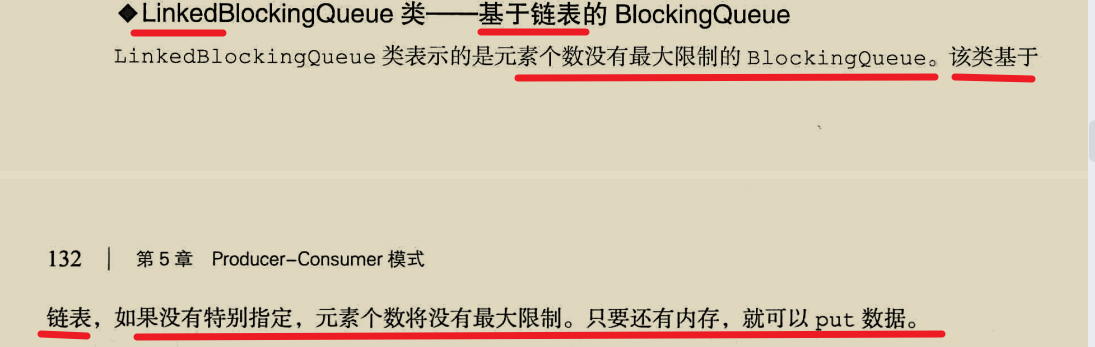 ◆LinkedBlockingQueue 类——基于链表的 BlockingQueue
LinkedBlockingQueue 类表示的是元素个数没有最大限制的 BlockingQueue。该类基于
132 | 第 5 章 Producer–Consumer 模式
链表，如果没有特别指定，元素个数将没有最大限制。只要还有内存，就可以 put 数据。